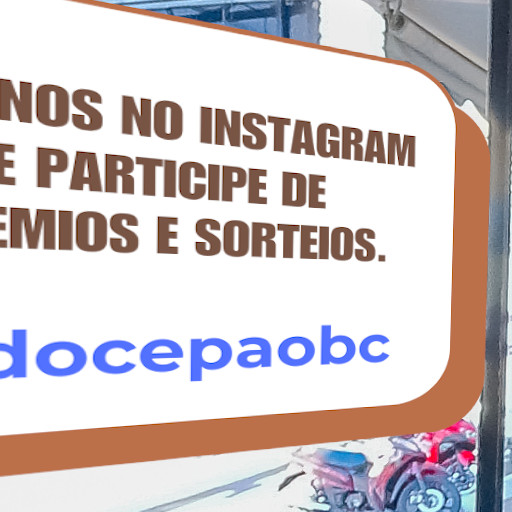 NOS NO INSTAGRAM
E PARTICIPE DE
EMIOS E SORTEIOS.
docepaobc